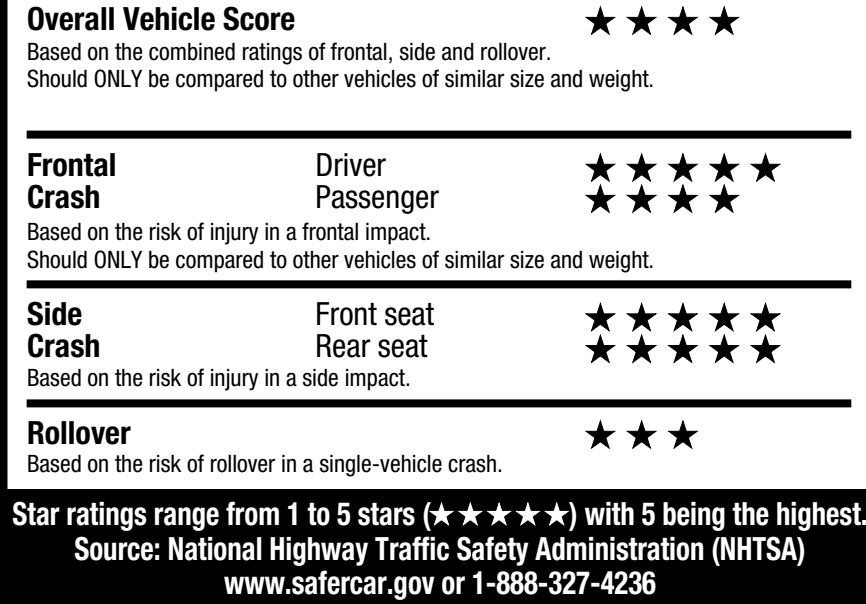 Overall Vehicle Score ★★★★
Based on the combined ratings of frontal, side and rollover.
Should ONLY be compared to other vehicles of similar size and weight.
Frontal Driver ★★★★★
Crash Passenger ★★★★
Based on the risk of injury in a frontal impact.
Should ONLY be compared to other vehicles of similar size and weight.
Side Front seat ★★★★★
Crash Rear seat ★★★★★
Based on the risk of injury in a side impact.
Rollover ★★★
Based on the risk of rollover in a single-vehicle crash.
Star ratings range from 1 to 5 stars (★★★★★) with 5 being the highest.
Source: National Highway Traffic Safety Administration (NHTSA)
www.safercar.gov or 1-888-327-4236